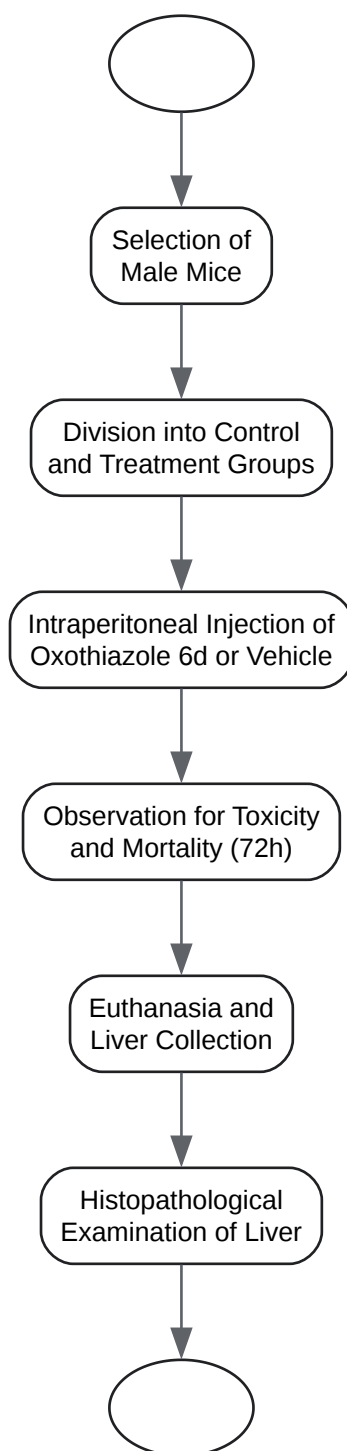 Selection of
Male Mice
Division into Control
and Treatment Groups
Intraperitoneal Injection of
Oxothiazole 6d or Vehicle
Observation for Toxicity
and Mortality (72h)
Euthanasia and
Liver Collection
Histopathological
Examination of Liver